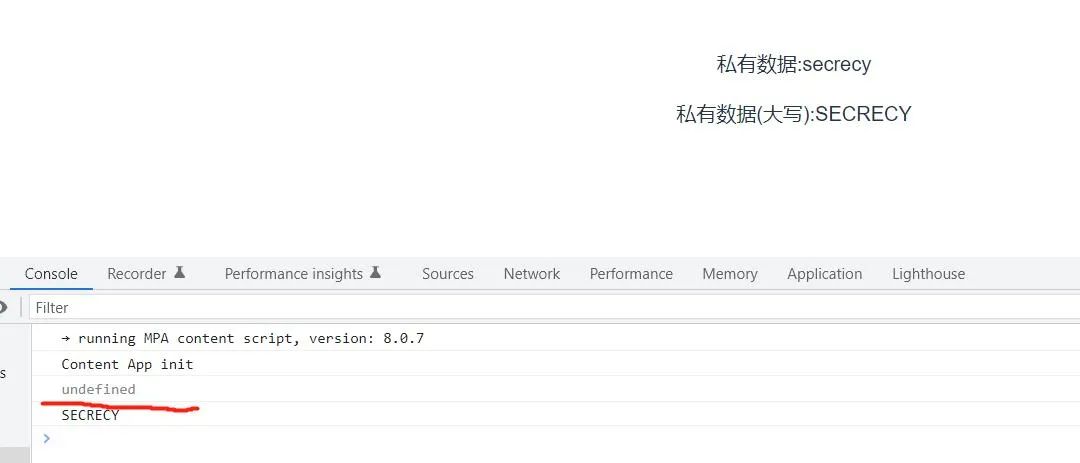 私有数据:secrecy
私有数据(大写):SECRECY
Console Recorder Performance insights Sources Network Performance Memory Application Lighthouse
Filter
→ running MPA content script, version: 8.0.7
Content App init
s
undefined
SECRECY
>